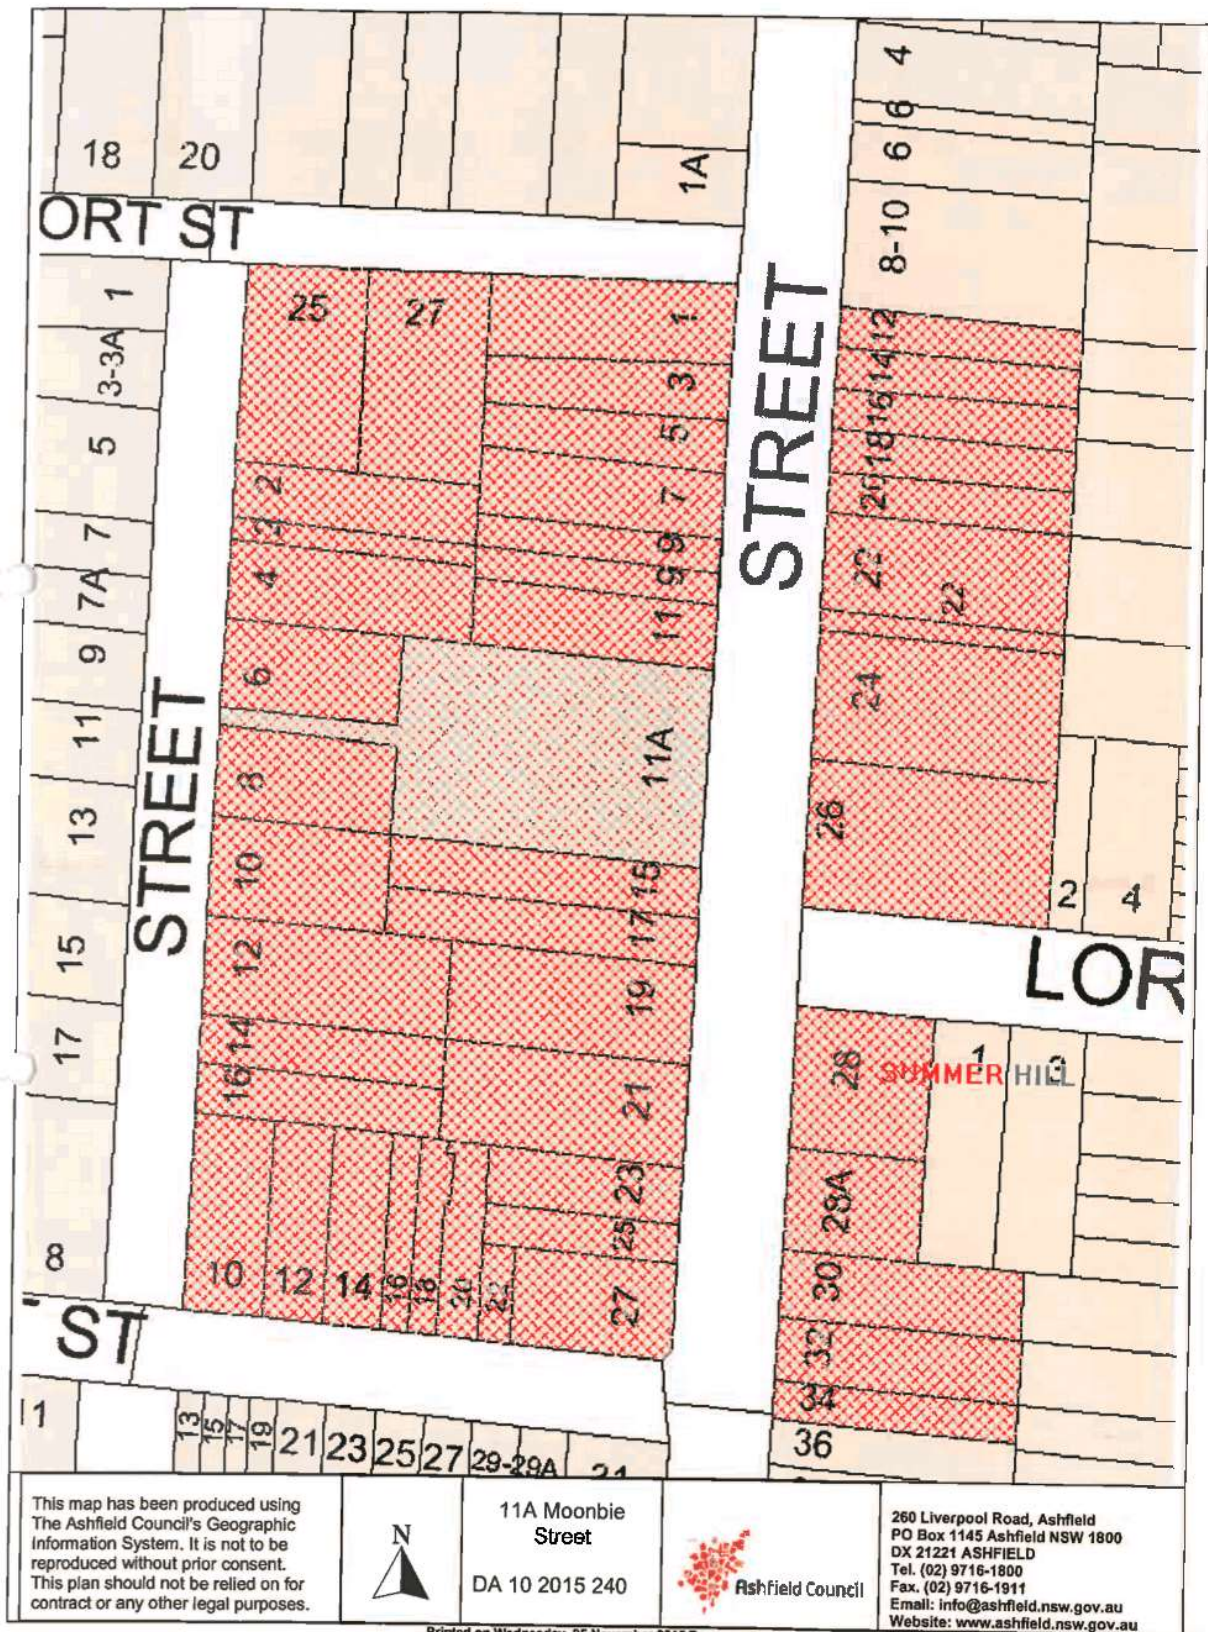 4
6
6
8-10
18
20
1A
ORT ST
1
3-3A
5
7
7A
9
11
13
15
17
8
STREET
25
27
2
2
4
6
8
10
12
14
16
1
3
5
7
9
9
11
11A
15
17
19
21
23
25
27
10
12
14
16
18
20
22
STREET
12
14
16
18
20
22
22
24
26
2
4
LOR
28
1
3
SUMMER HILL
28A
30
32
34
36
ST
11
13
15
17
19
21
23
25
27
29-29A
This map has been produced using
The Ashfield Council's Geographic
Information System. It is not to be
reproduced without prior consent.
This plan should not be relied on for
contract or any other legal purposes.
N
11A Moonbie
Street
DA 10 2015 240
Ashfield Council
260 Liverpool Road, Ashfield
PO Box 1145 Ashfield NSW 1800
DX 21221 ASHFIELD
Tel. (02) 9716-1800
Fax. (02) 9716-1911
Email: info@ashfield.nsw.gov.au
Website: www.ashfield.nsw.gov.au